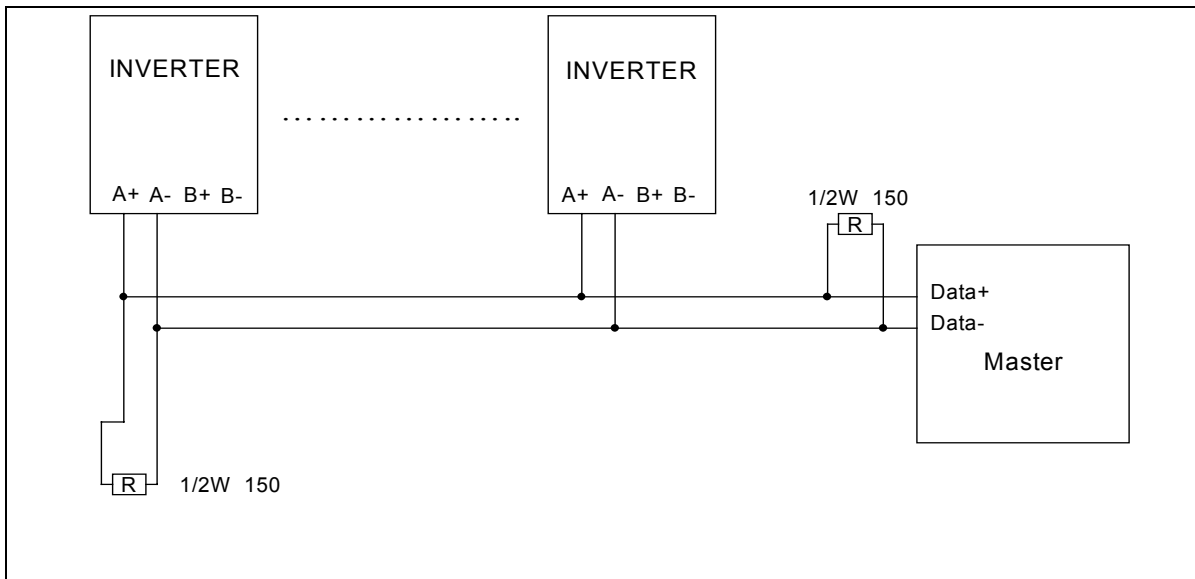 INVERTER
INVERTER
A+ A- B+ B-
A+ A- B+ B-
1/2W 150
R
Data+
Data-
Master
R 1/2W 150